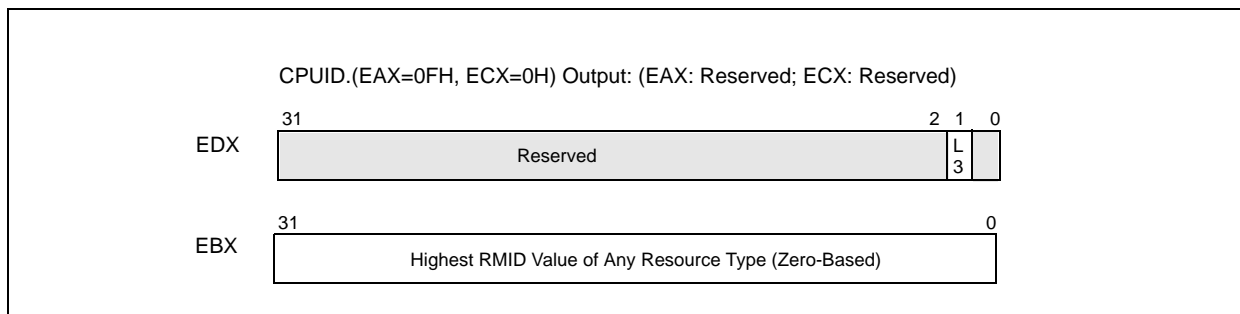 CPUID.(EAX=0FH, ECX=0H) Output: (EAX: Reserved; ECX: Reserved)
31 2 1 0
EDX Reserved L3
31 0
EBX Highest RMID Value of Any Resource Type (Zero-Based)